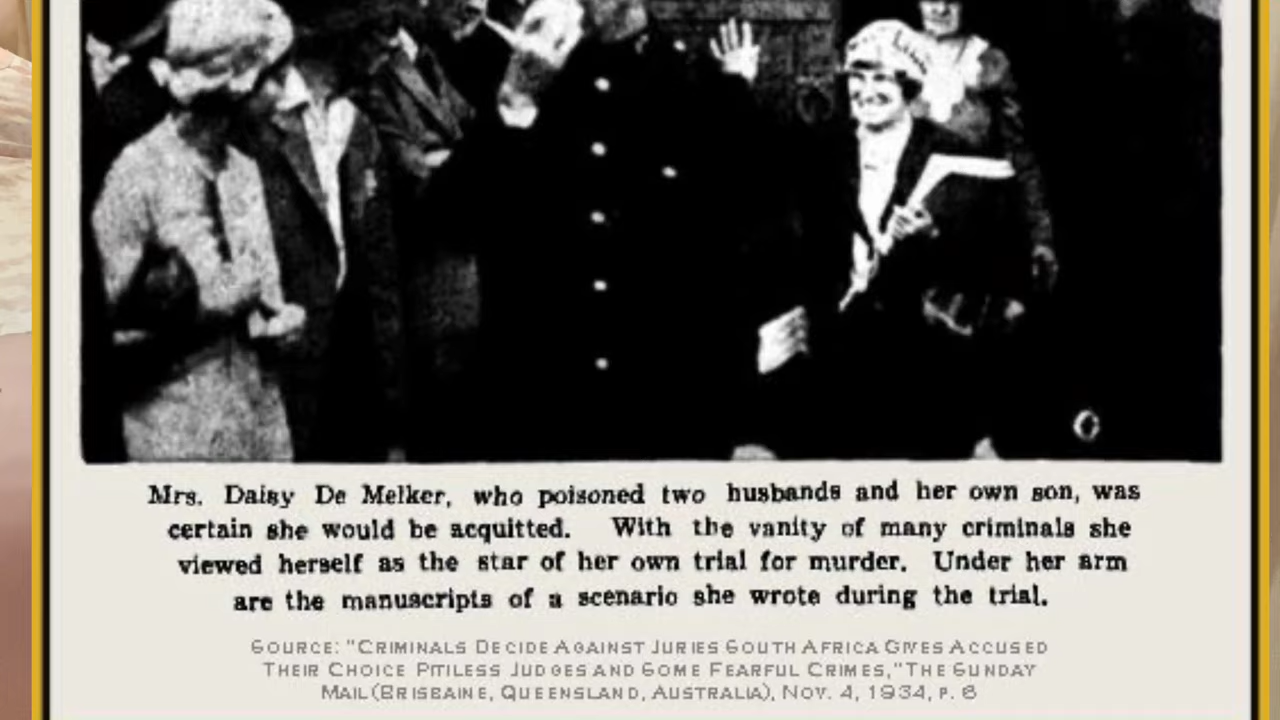 Mrs. Daisy De Melker, who poisoned two husbands and her own son, was
certain she would be acquitted. With the vanity of many criminals she
viewed herself as the star of her own trial for murder. Under her arm
are the manuscripts of a scenario she wrote during the trial.
SOURCE: "CRIMINALS DECIDE AGAINST JURIES SOUTH AFRICA GIVES ACCUSED
THEIR CHOICE PITILESS JUDGES AND SOME FEARFUL CRIMES," THE SUNDAY
MAIL (BRISBAINE, QUEENSLAND, AUSTRALIA), NOV. 4, 1934, P. 6